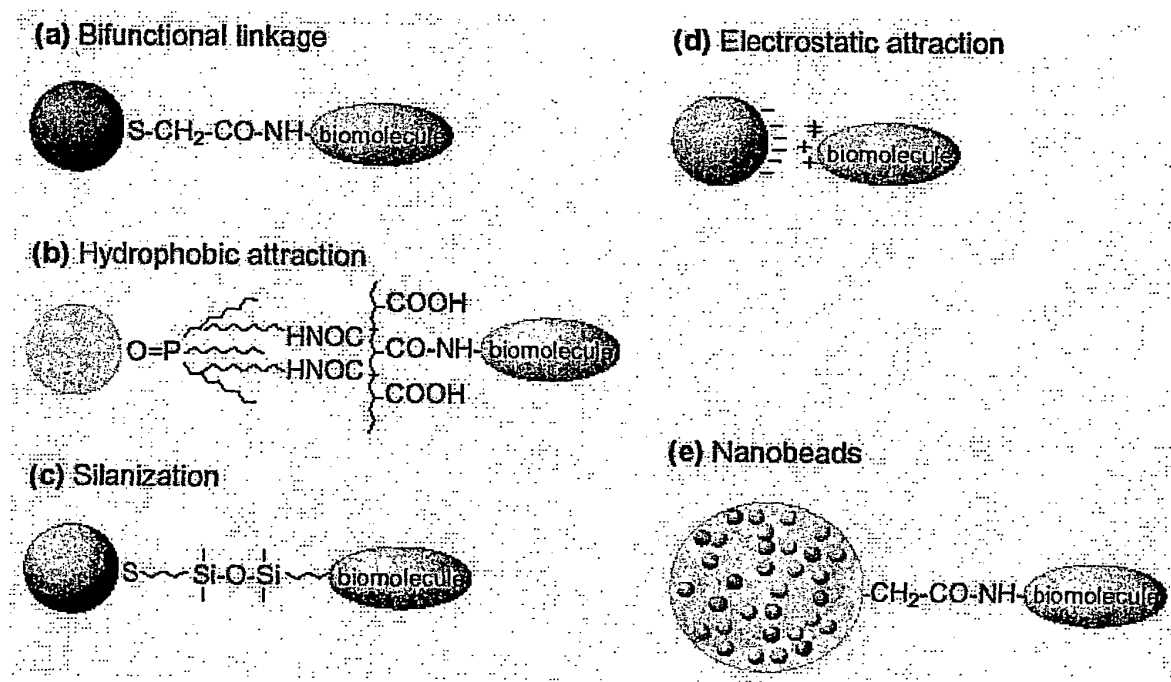 (a) Bifunctional linkage
S-CH₂-CO-NH-biomolecule
(b) Hydrophobic attraction
COOH
HNOC
O=P CO-NH-biomolecule
HNOC
COOH
(c) Silanization
S Si-O-Si biomolecule
(d) Electrostatic attraction
− − − − − + + + + biomolecule
(e) Nanobeads
-CH₂-CO-NH-biomolecule